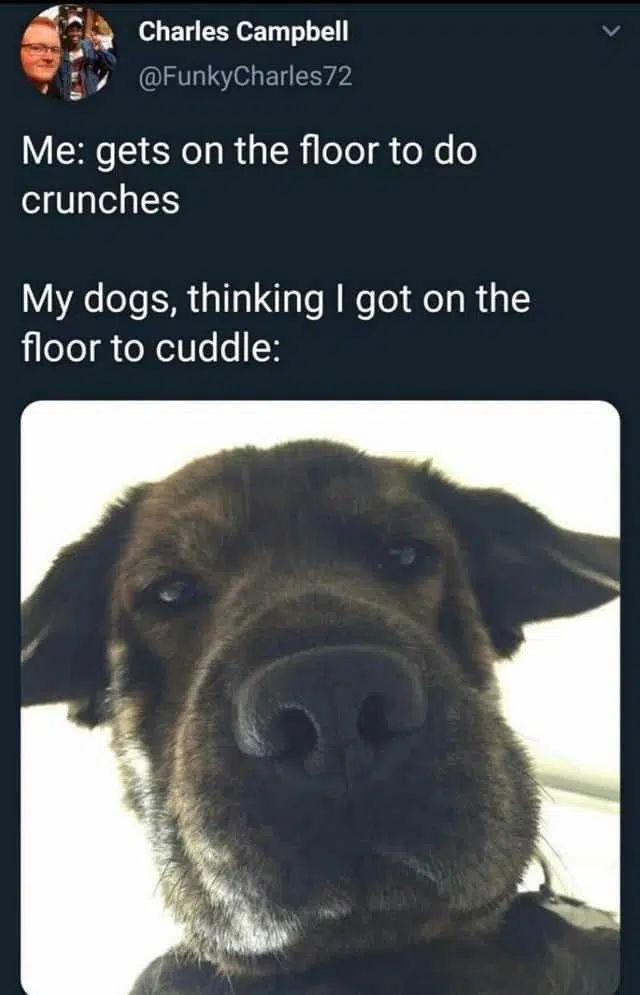 Charles Campbell
@FunkyCharles72
Me: gets on the floor to do
crunches
My dogs, thinking I got on the
floor to cuddle: